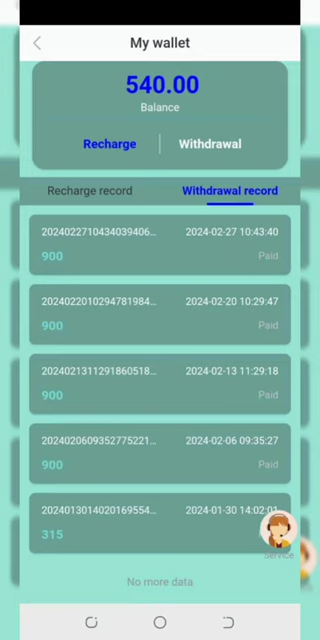 My wallet
540.00
Balance
Recharge
Withdrawal
Recharge record
Withdrawal record
2024022710434039406… 2024-02-27 10:43:40
900 Paid
2024022010294781984… 2024-02-20 10:29:47
900 Paid
2024021311291860518… 2024-02-13 11:29:18
900 Paid
2024020609352775221… 2024-02-06 09:35:27
900 Paid
2024013014020169554… 2024-01-30 14:02:01
315
Service
No more data